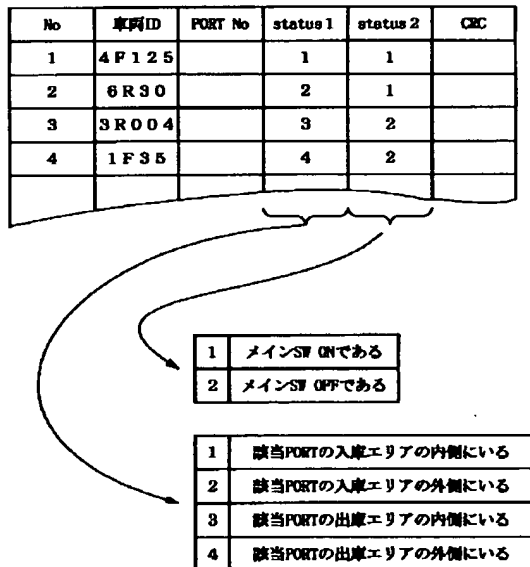 No 車両ID PORT No status1 status2 CRC
1 4F125 1 1
2 6R30 2 1
3 3R004 3 2
4 1F35 4 2
1 メインSW ONである
2 メインSW OFFである
1 該当PORTの入庫エリアの内側にいる
2 該当PORTの入庫エリアの外側にいる
3 該当PORTの出庫エリアの内側にいる
4 該当PORTの出庫エリアの外側にいる